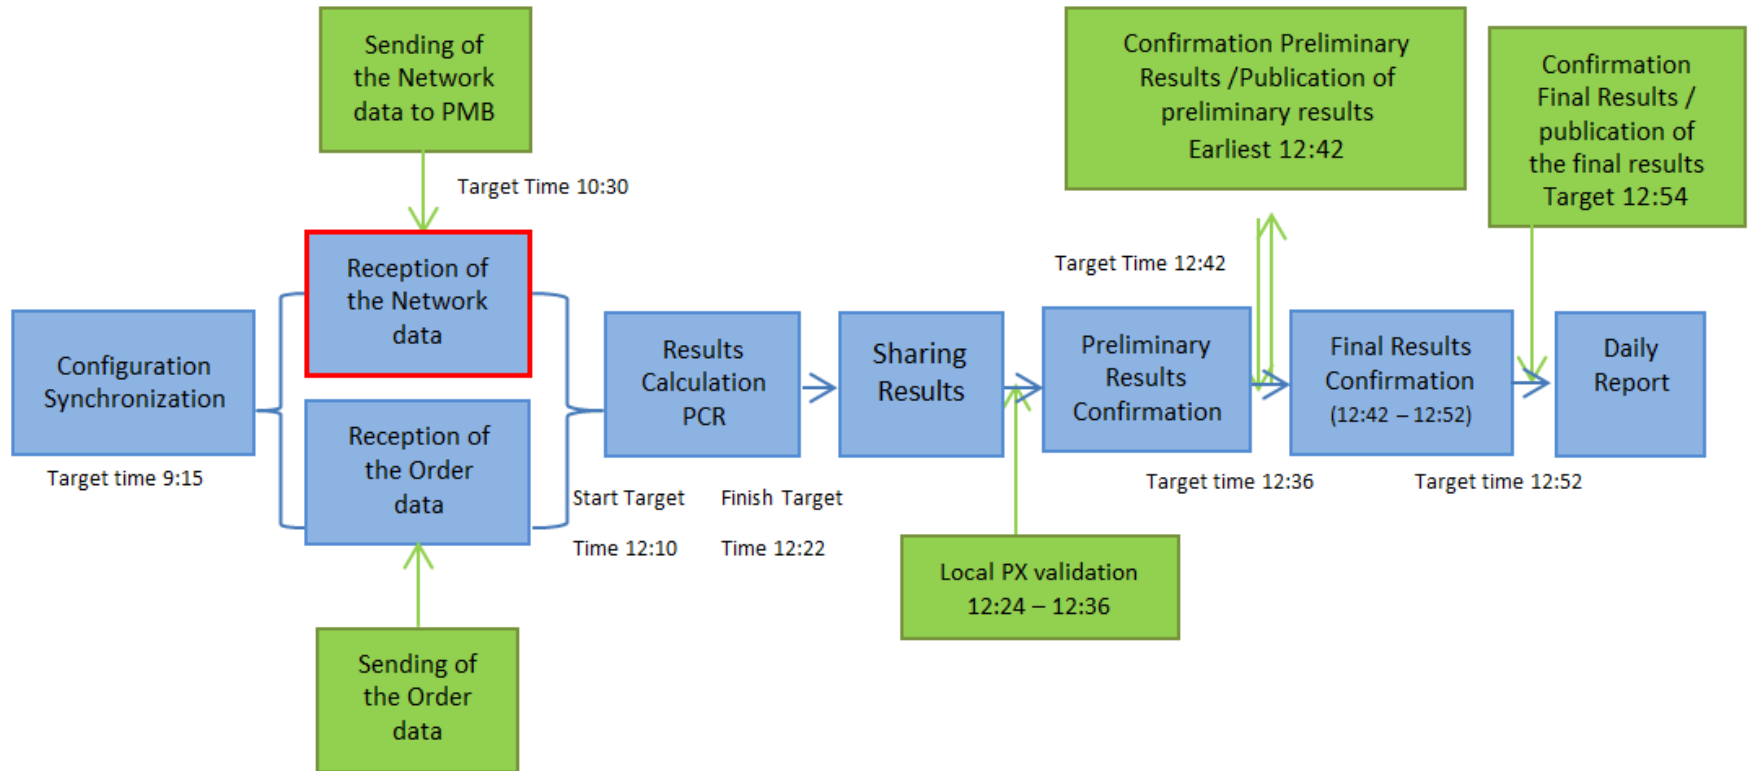 Sending of
the Network
data to PMB
Target Time 10:30
Confirmation Preliminary
Results /Publication of
preliminary results
Earliest 12:42
Confirmation
Final Results /
publication of
the final results
Target 12:54
Target Time 12:42
Configuration
Synchronization
Target time 9:15
Reception of
the Network
data
Reception of
the Order
data
Results
Calculation
PCR
Start Target
Time 12:10
Finish Target
Time 12:22
Sharing
Results
Preliminary
Results
Confirmation
Target time 12:36
Final Results
Confirmation
(12:42 – 12:52)
Target time 12:52
Daily
Report
Local PX validation
12:24 – 12:36
Sending of
the Order
data